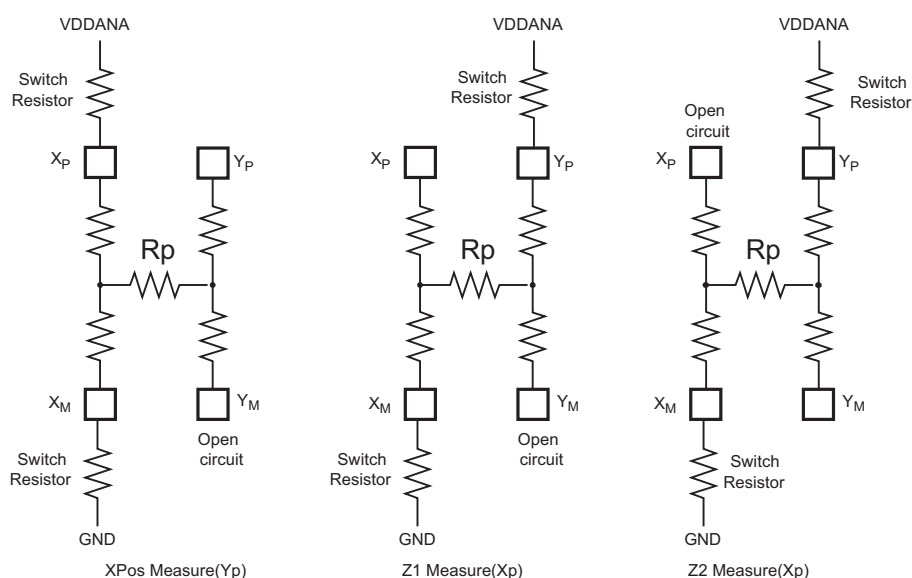 VDDANA
Switch
Resistor
XP
YP
Rp
XM
YM
Open
circuit
Switch
Resistor
GND
XPos Measure(Yp)
VDDANA
Switch
Resistor
XP
YP
Rp
XM
YM
Open
circuit
Switch
Resistor
GND
Z1 Measure(Xp)
VDDANA
Switch
Resistor
Open
circuit
XP
YP
Rp
XM
YM
Switch
Resistor
GND
Z2 Measure(Xp)